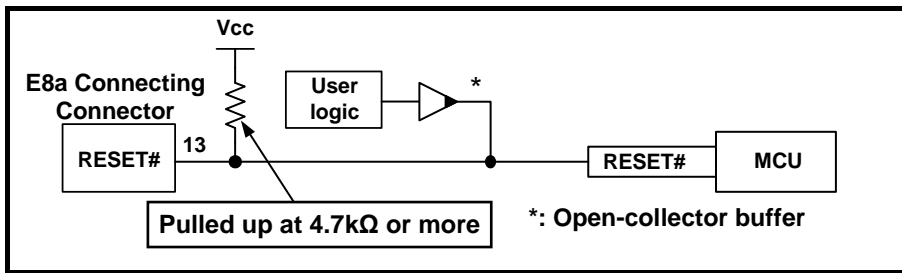 Vcc
E8a Connecting
Connector
User
logic
*
RESET#
13
RESET#
MCU
Pulled up at 4.7kΩ or more
*: Open-collector buffer